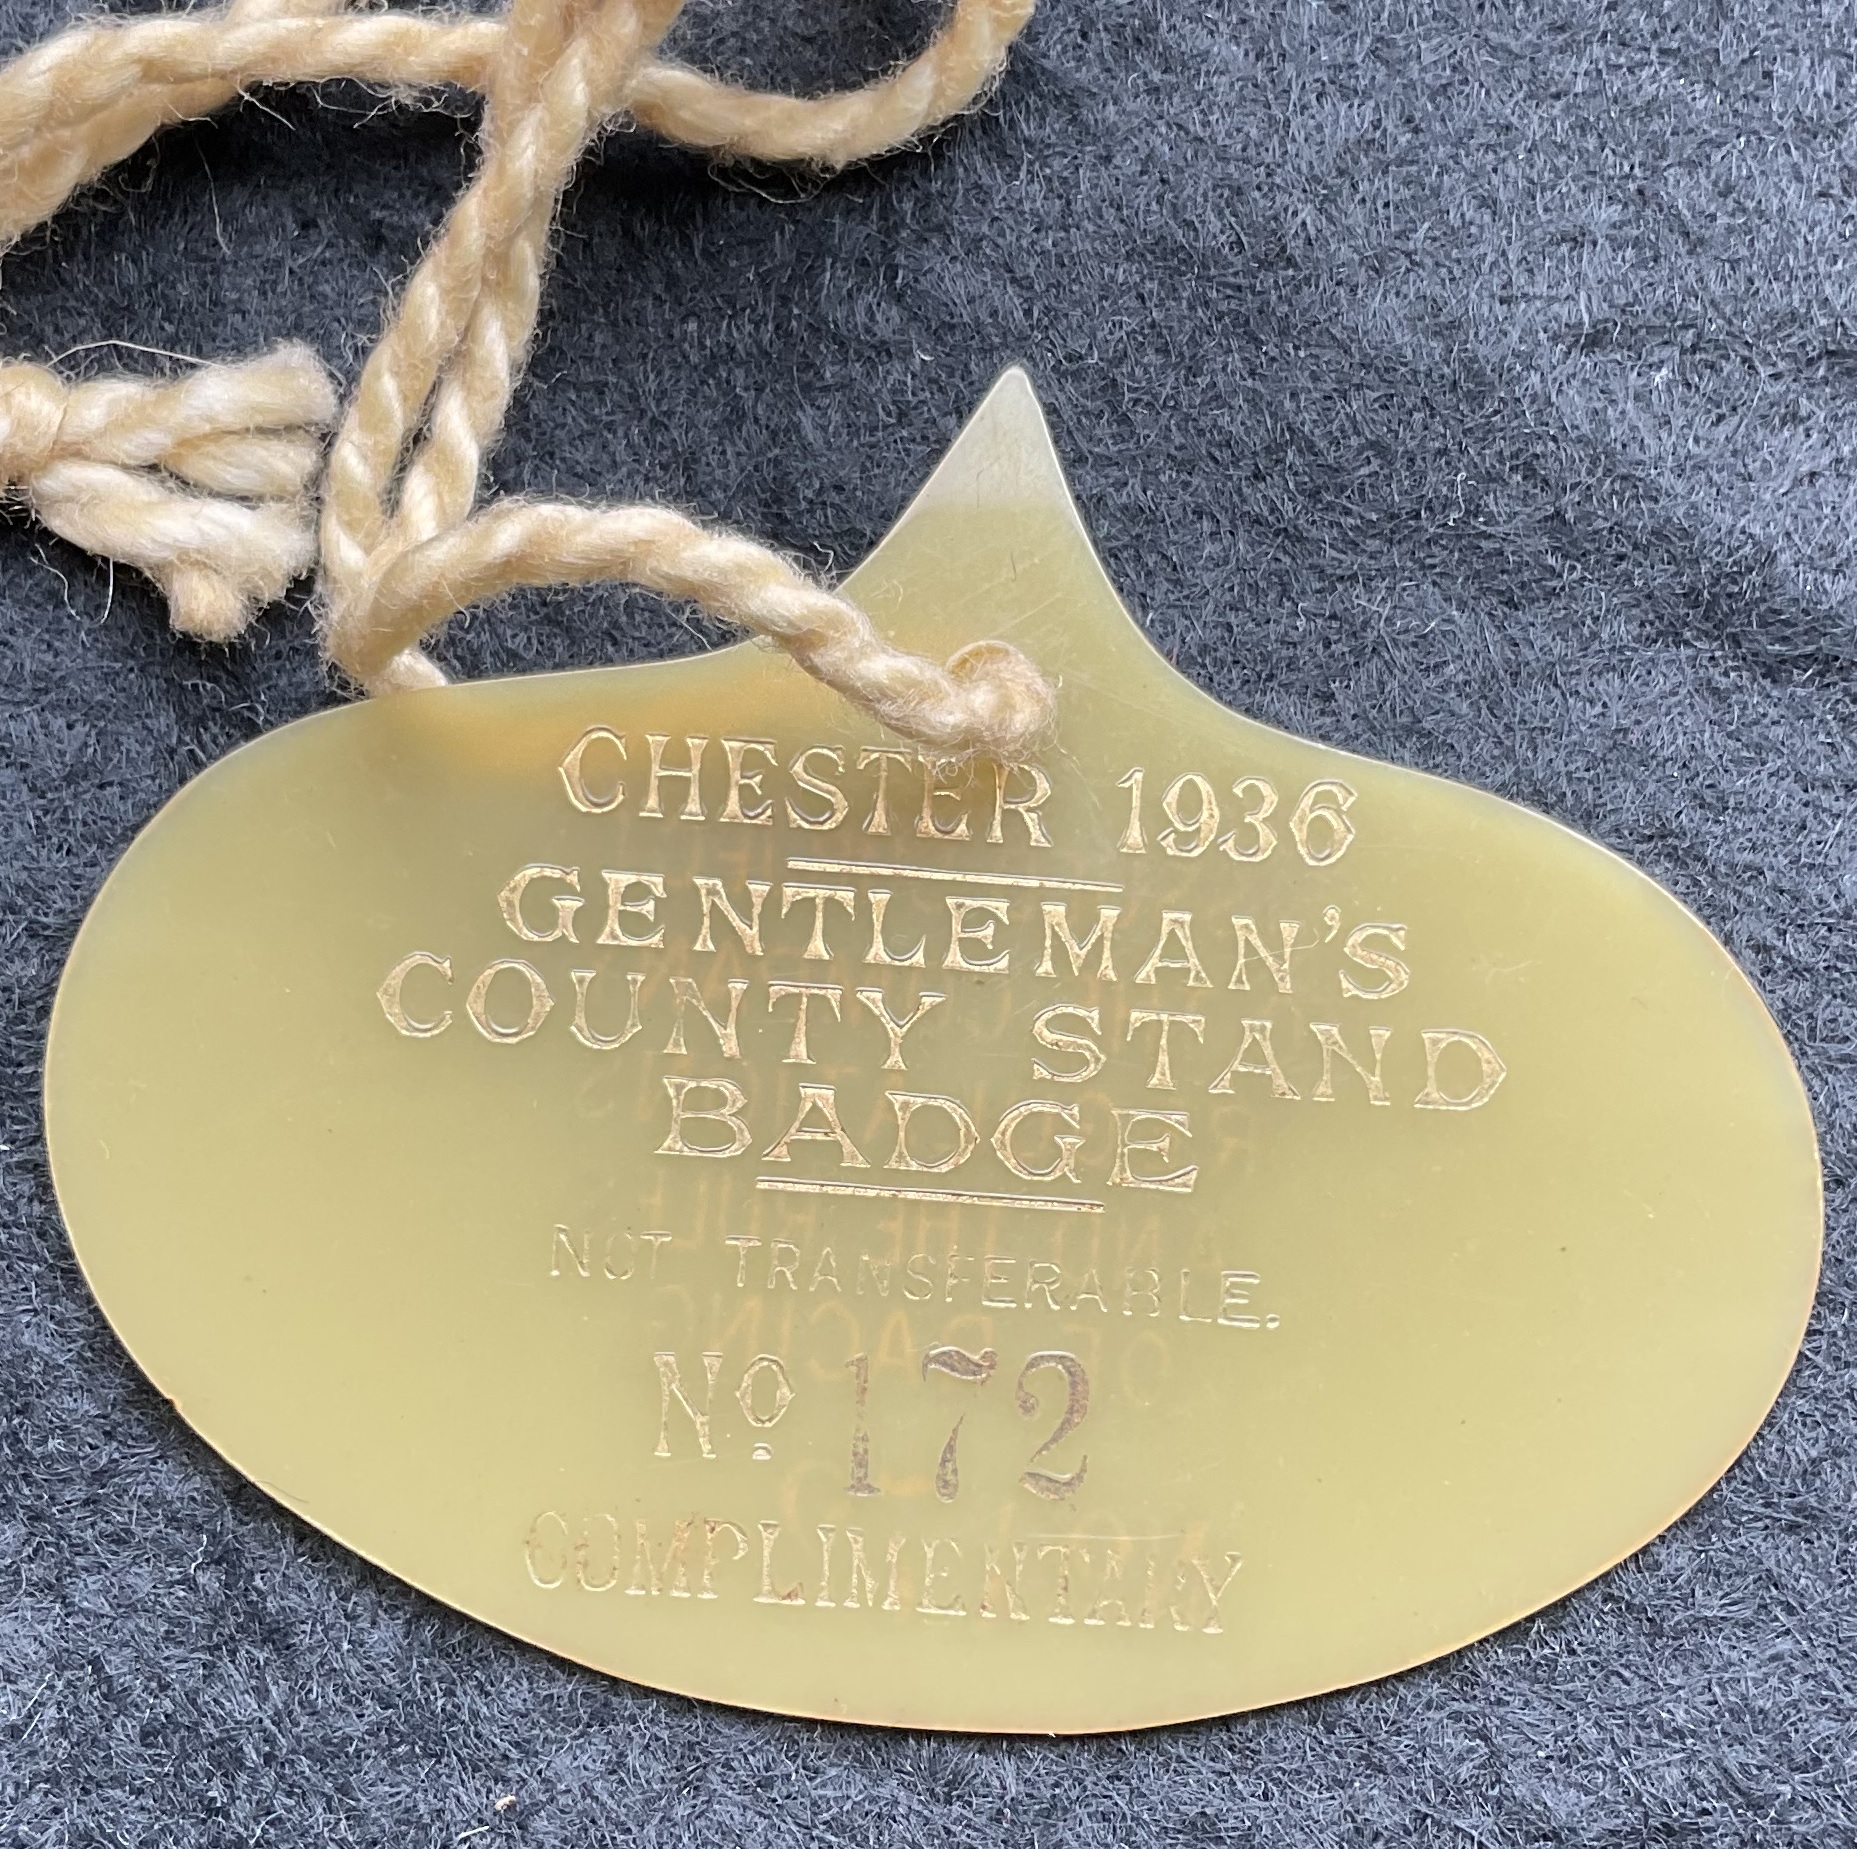 CHESTER 1936
GENTLEMAN'S
COUNTY STAND
BADGE
NOT TRANSFERABLE.
Nº 172
COMPLIMENTARY